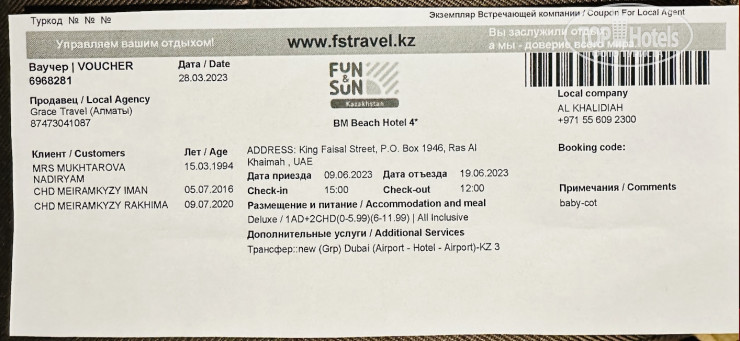 Туркод № № №
Экземпляр Встречающей компании / Coupon For Local Agent
Управляем вашим отдыхом!
www.fstravel.kz
Вы заслужили отдых,
а мы - доверие всего мира
Hotels
Ваучер | VOUCHER
6968281
Дата / Date
28.03.2023
FUN
& SUN
Kazakhstan
BM Beach Hotel 4*
Продавец / Local Agency
Grace Travel (Алматы)
87473041087
Local company
AL KHALIDIAH
+971 55 609 2300
Клиент / Customers
Лет / Age
MRS MUKHTAROVA NADIRYAM
15.03.1994
CHD MEIRAMKYZY IMAN
05.07.2016
CHD MEIRAMKYZY RAKHIMA
09.07.2020
ADDRESS: King Faisal Street, P.O. Box 1946, Ras Al
Khaimah , UAE
Дата приезда 09.06.2023 Дата отъезда 19.06.2023
Check-in 15:00 Check-out 12:00
Размещение и питание / Accommodation and meal
Deluxe / 1AD+2CHD(0-5.99)(6-11.99) | All Inclusive
Дополнительные услуги / Additional Services
Трансфер::new (Grp) Dubai (Airport - Hotel - Airport)-KZ 3
Booking code:
Примечания / Comments
baby-cot